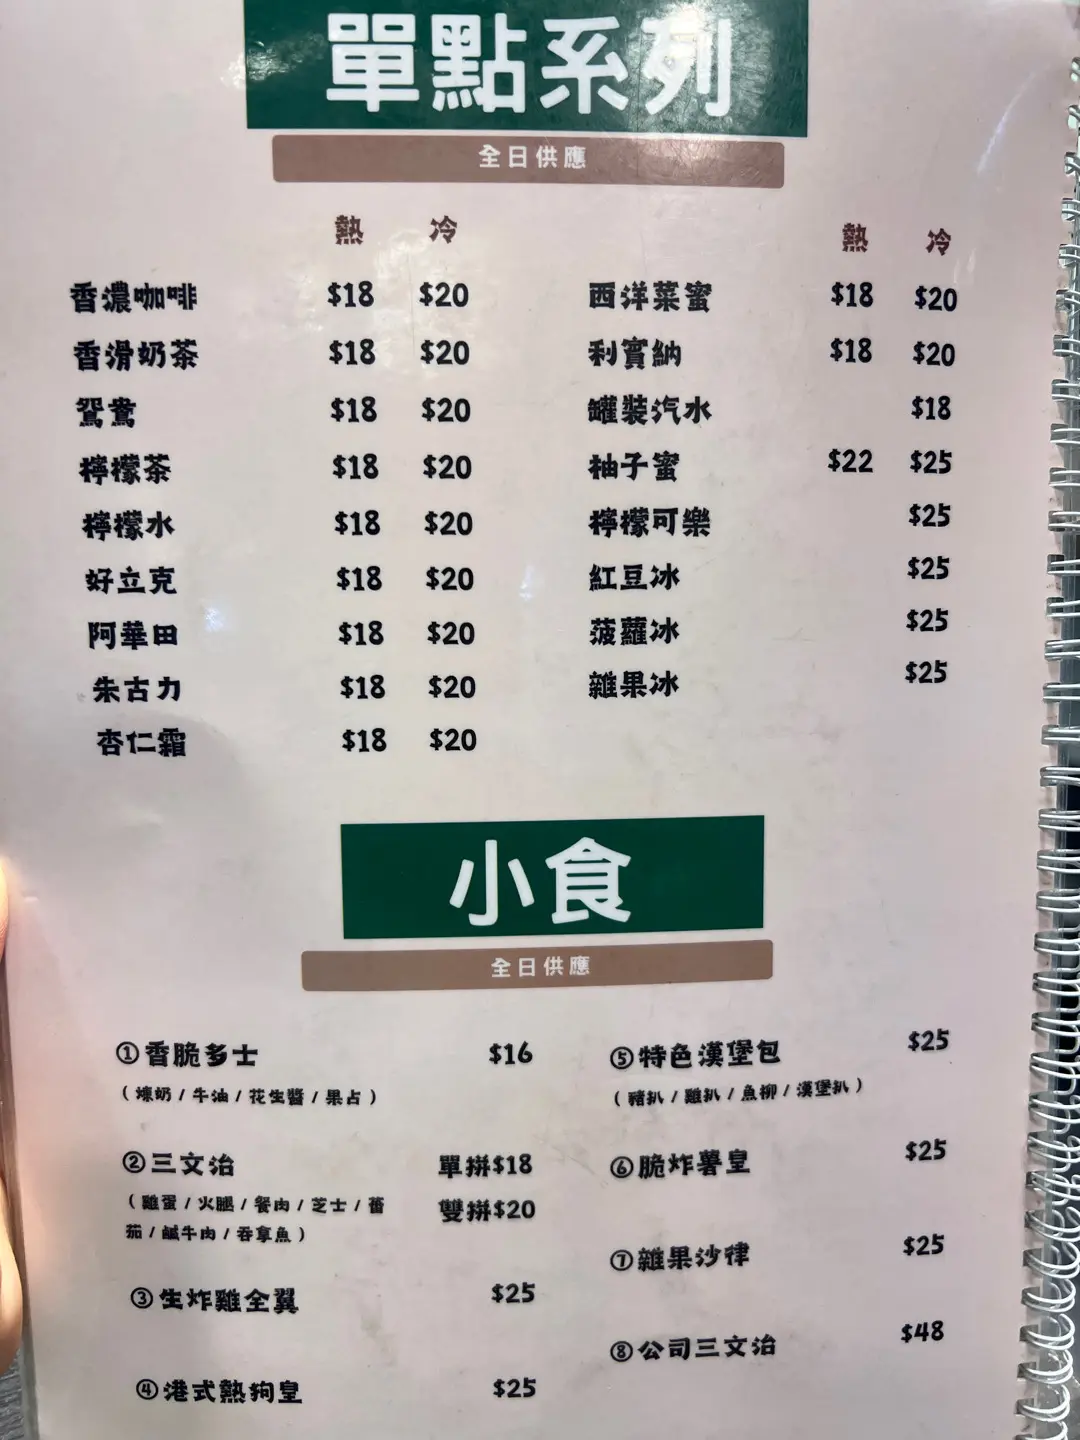 單點系列
全日供應
熱 冷
香濃咖啡 $18 $20
香滑奶茶 $18 $20
鴛鴦 $18 $20
檸檬茶 $18 $20
檸檬水 $18 $20
好立克 $18 $20
阿華田 $18 $20
朱古力 $18 $20
杏仁霜 $18 $20
熱 冷
西洋菜蜜 $18 $20
利賓納 $18 $20
罐裝汽水 $18
柚子蜜 $22 $25
檸檬可樂 $25
紅豆冰 $25
菠蘿冰 $25
雜果冰 $25
小食
全日供應
①香脆多士 $16
（煉奶 / 牛油 / 花生醬 / 果占）
②三文治 單拼$18
（雞蛋 / 火腿 / 餐肉 / 芝士 / 蕃 雙拼$20
茄 / 鹹牛肉 / 吞拿魚）
③生炸雞全翼 $25
④港式熱狗皇 $25
⑤特色漢堡包 $25
（豬扒 / 雞扒 / 魚柳 / 漢堡扒）
⑥脆炸薯皇 $25
⑦雜果沙律 $25
⑧公司三文治 $48